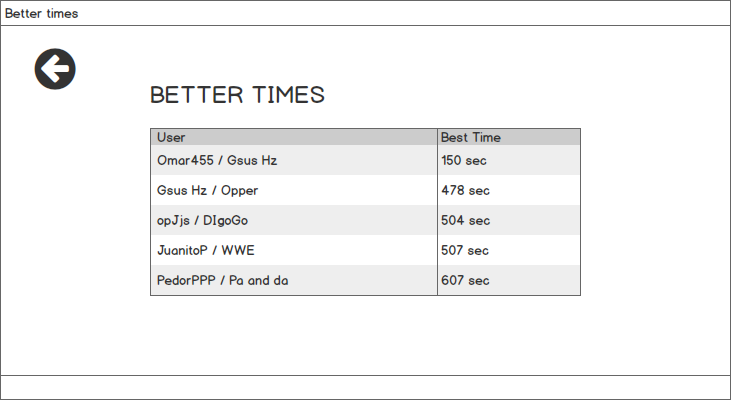 Better times
BETTER TIMES
User Best Time
Omar455 / Gsus Hz 150 sec
Gsus Hz / Opper 478 sec
opJjs / DIgoGo 504 sec
JuanitoP / WWE 507 sec
PedorPPP / Pa and da 607 sec